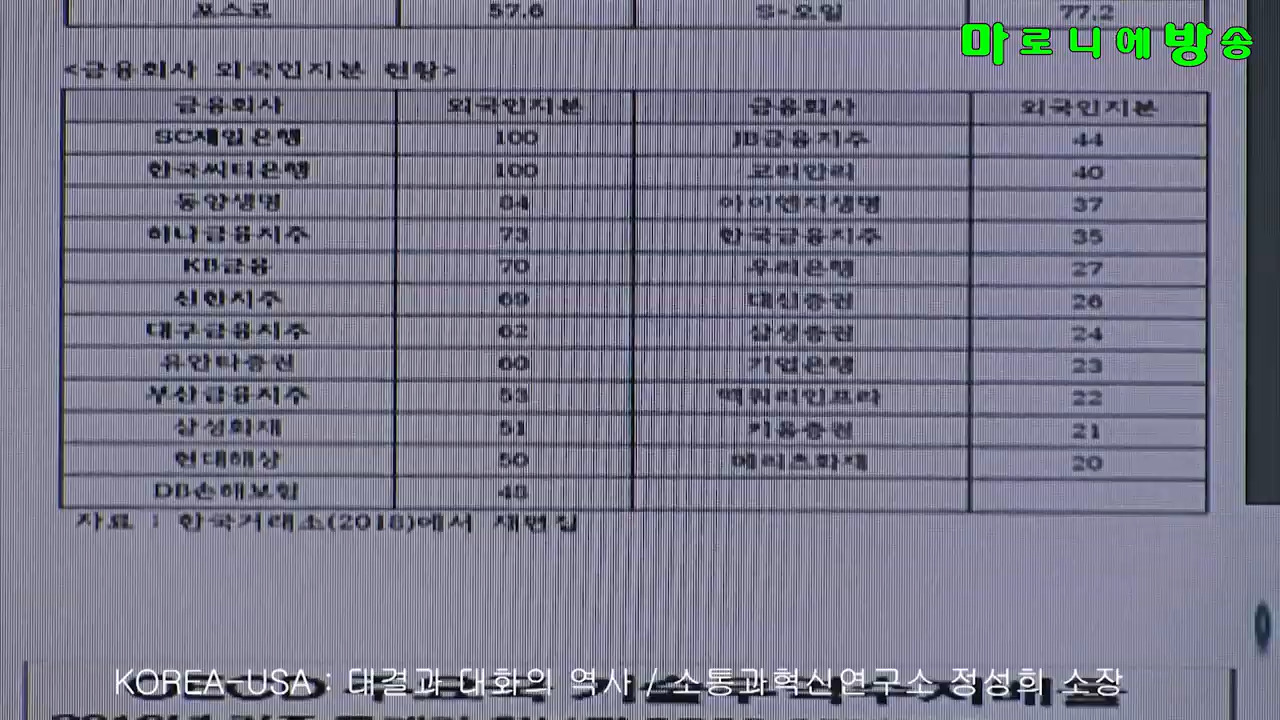 포스코 57.6 S-오일 77.2
마로니에방송
<금융회사 외국인지분 현황>
금융회사 외국인지분 금융회사 외국인지분
SC제일은행 100 JB금융지주 44
한국씨티은행 100 코리안리 40
동양생명 84 아이엔지생명 37
하나금융지주 73 한국금융지주 35
KB금융 70 우리은행 27
신한지주 69 대신증권 26
대구금융지주 62 삼성증권 24
유안타증권 60 기업은행 23
부산금융지주 53 맥쿼리인프라 22
삼성화재 51 키움증권 21
현대해상 50 메리츠화재 20
DB손해보험 48
자료 : 한국거래소(2018)에서 재편집
KOREA-USA : 대결과 대화의 역사 / 소통과혁신연구소 정성희 소장